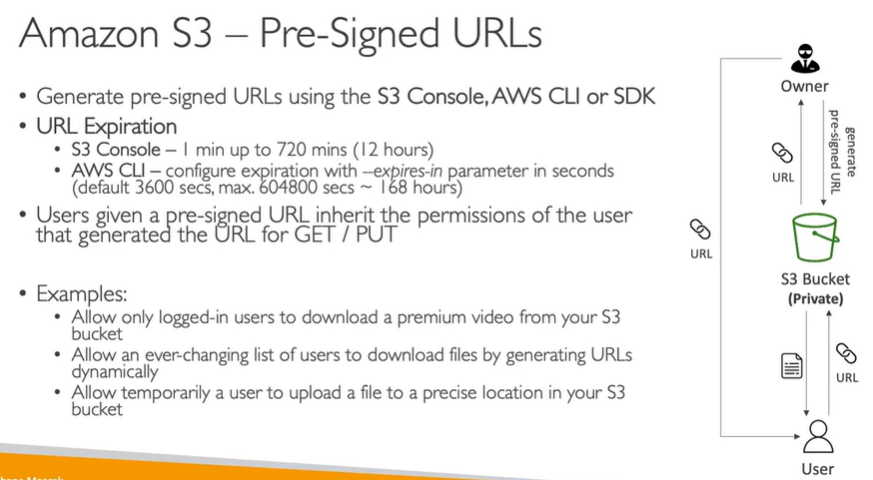 Amazon S3 – Pre-Signed URLs
• Generate pre-signed URLs using the S3 Console, AWS CLI or SDK
• URL Expiration
• S3 Console – 1 min up to 720 mins (12 hours)
• AWS CLI – configure expiration with --expires-in parameter in seconds
(default 3600 secs, max. 604800 secs ~ 168 hours)
• Users given a pre-signed URL inherit the permissions of the user
that generated the URL for GET / PUT
• Examples:
• Allow only logged-in users to download a premium video from your S3
bucket
• Allow an ever-changing list of users to download files by generating URLs
dynamically
• Allow temporarily a user to upload a file to a precise location in your S3
bucket
Owner
generate
pre-signed URL
URL
URL
S3 Bucket
(Private)
URL
User